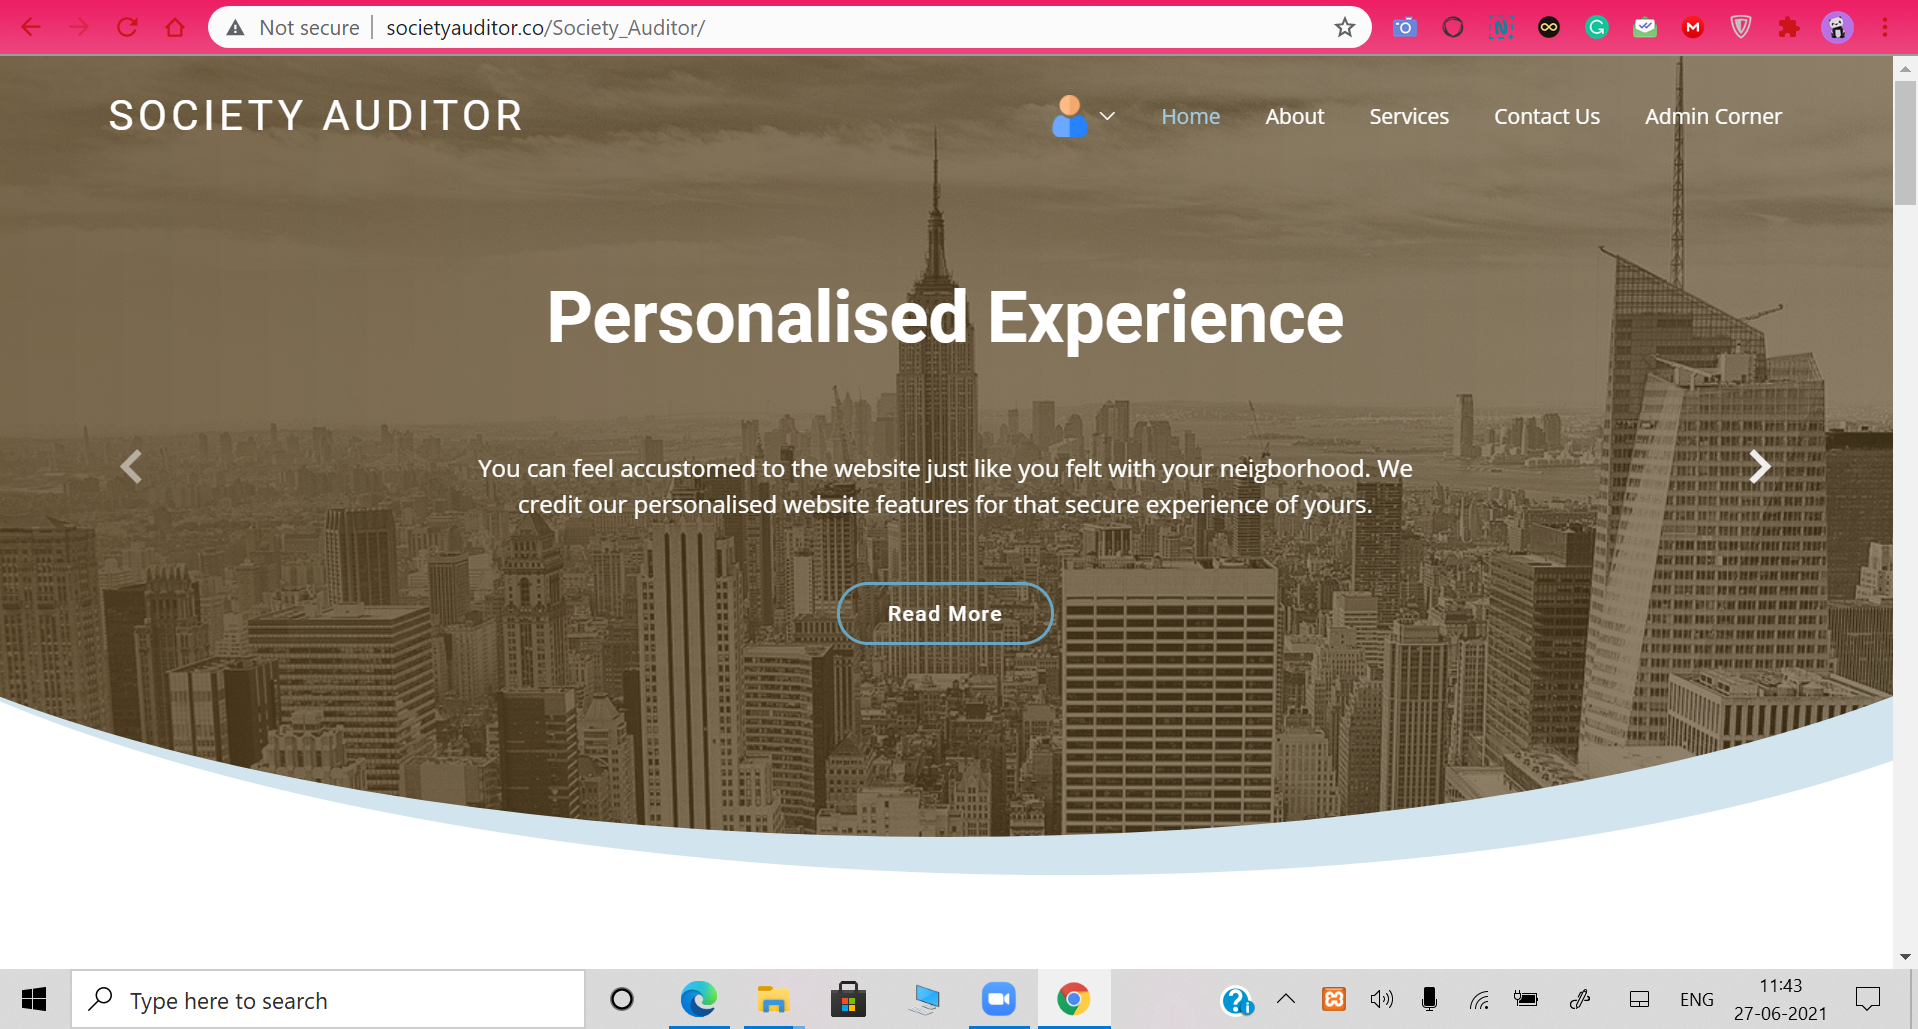 Not secure
societyauditor.co/Society_Auditor/
SOCIETY AUDITOR
Home
About
Services
Contact Us
Admin Corner
Personalised Experience
You can feel accustomed to the website just like you felt with your neigborhood. We
credit our personalised website features for that secure experience of yours.
Read More
Type here to search
ENG
11:43
27-06-2021